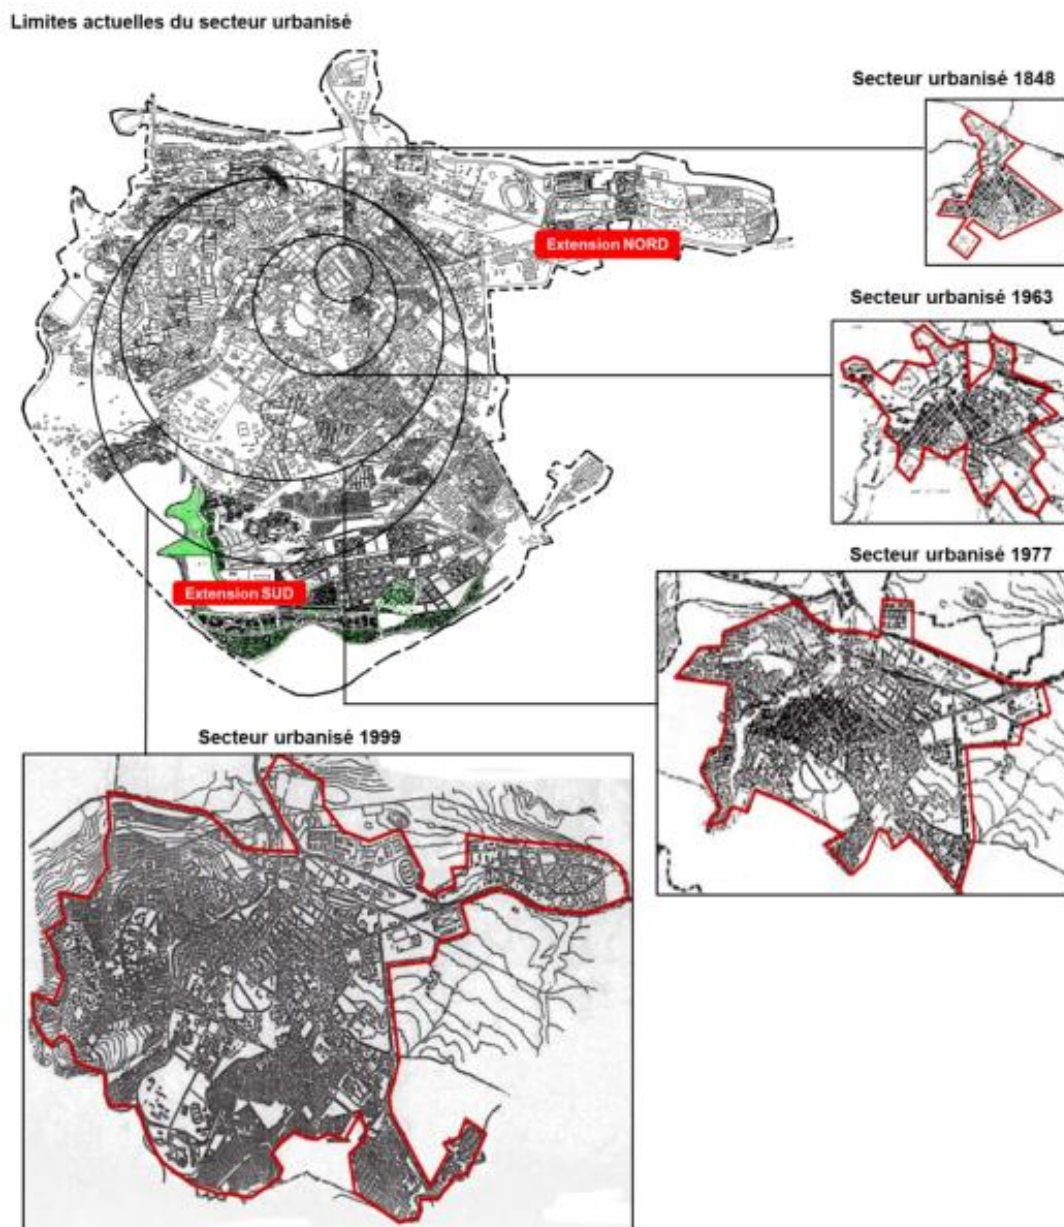 Limites actuelles du secteur urbanisé
Secteur urbanisé 1848
Extension NORD
Secteur urbanisé 1963
Secteur urbanisé 1977
Extension SUD
Secteur urbanisé 1999